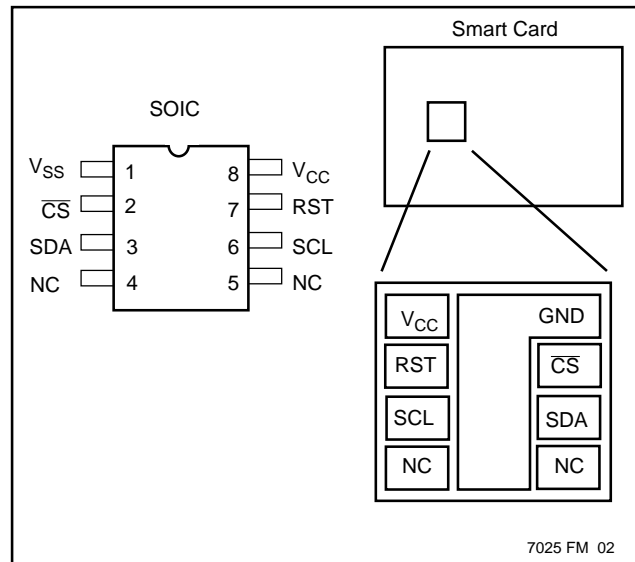 Smart Card
SOIC
VSS 1 8 VCC
CS 2 7 RST
SDA 3 6 SCL
NC 4 5 NC
VCC GND
RST CS
SCL SDA
NC NC
7025 FM 02